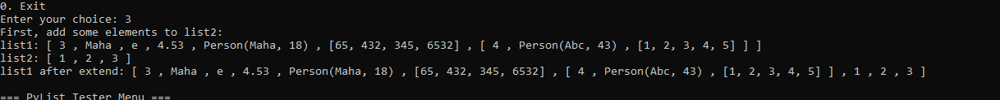 0. Exit
Enter your choice: 3
First, add some elements to list2:
list1: [ 3 , Maha , e , 4.53 , Person(Maha, 18) , [65, 432, 345, 6532] , [ 4 , Person(Abc, 43) , [1, 2, 3, 4, 5] ] ]
list2: [ 1 , 2 , 3 ]
list1 after extend: [ 3 , Maha , e , 4.53 , Person(Maha, 18) , [65, 432, 345, 6532] , [ 4 , Person(Abc, 43) , [1, 2, 3, 4, 5] ] , 1 , 2 , 3 ]
=== PyList Tester Menu ===